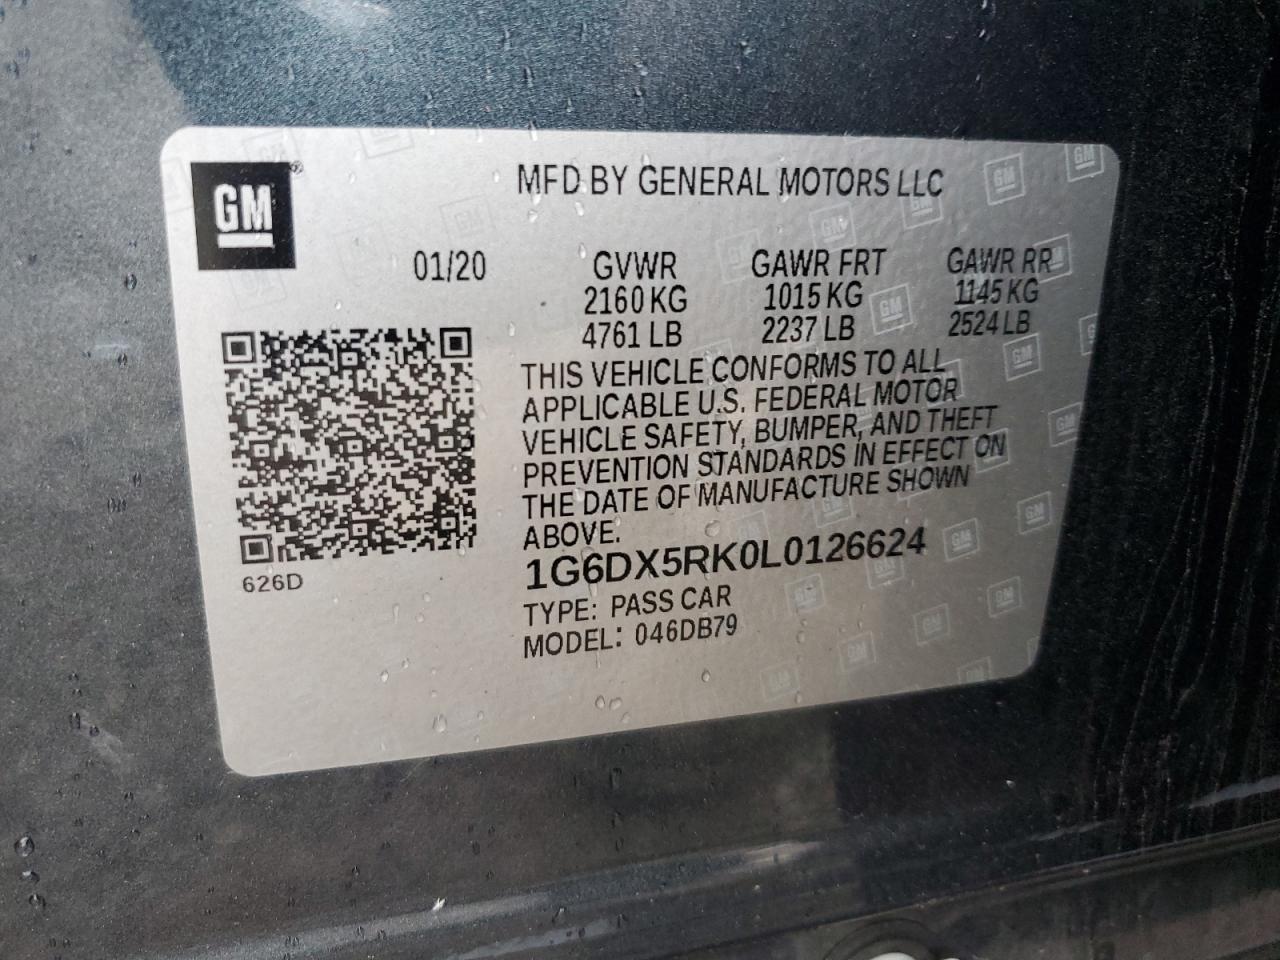 MFD BY GENERAL MOTORS LLC
GM ®
01/20 GVWR GAWR FRT GAWR RR
2160 KG 1015 KG 1145 KG
4761 LB 2237 LB 2524 LB
THIS VEHICLE CONFORMS TO ALL
APPLICABLE U.S. FEDERAL MOTOR
VEHICLE SAFETY, BUMPER, AND THEFT
PREVENTION STANDARDS IN EFFECT ON
THE DATE OF MANUFACTURE SHOWN
ABOVE.
626D
1G6DX5RK0L0126624
TYPE: PASS CAR
MODEL: 046DB79